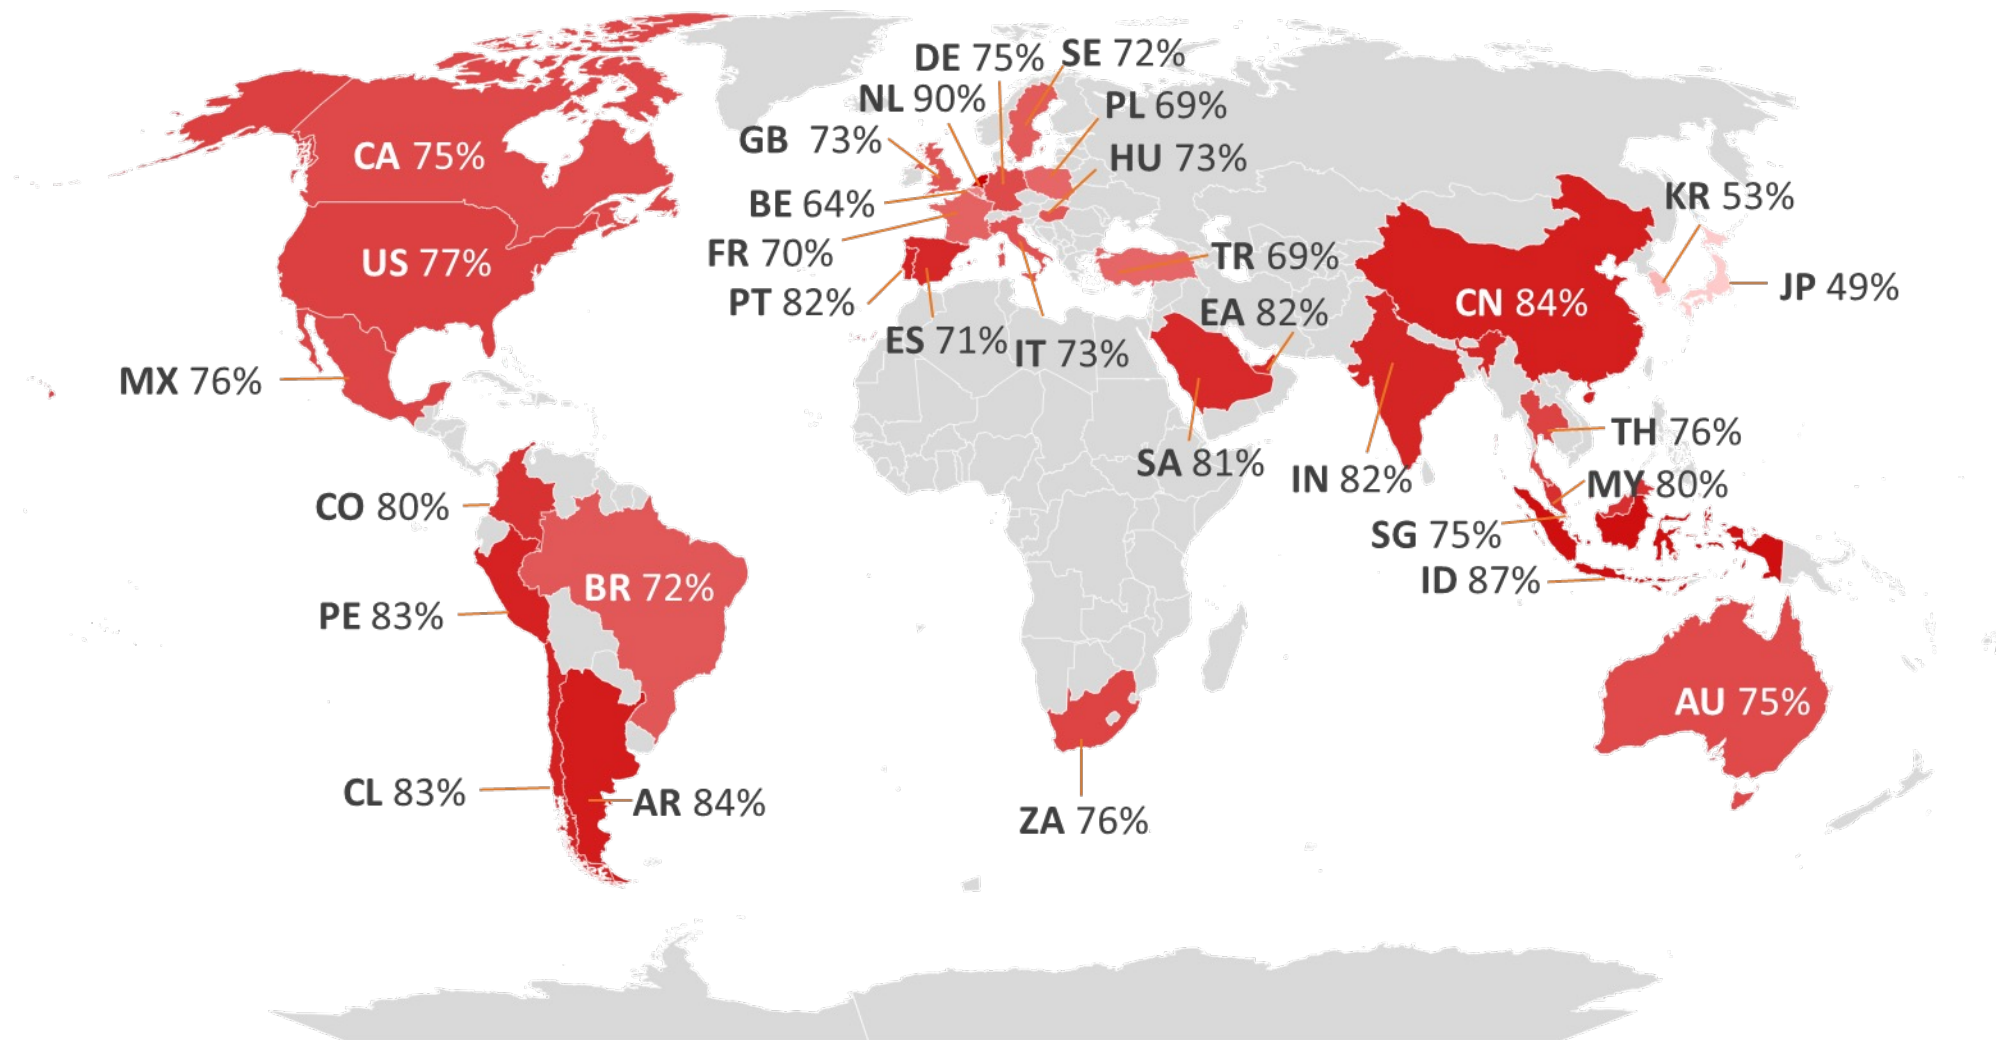 DE 75%
SE 72%
NL 90%
PL 69%
GB 73%
HU 73%
CA 75%
BE 64%
KR 53%
FR 70%
TR 69%
US 77%
JP 49%
PT 82%
EA 82%
CN 84%
ES 71%
IT 73%
MX 76%
TH 76%
SA 81%
IN 82%
MY 80%
CO 80%
SG 75%
ID 87%
BR 72%
PE 83%
AU 75%
CL 83%
AR 84%
ZA 76%